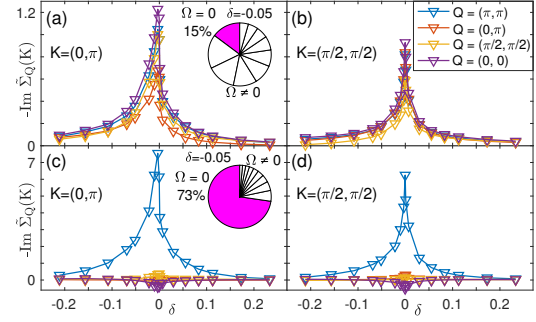 1.2
(a)
Ω = 0 δ=-0.05
15%
K=(0,π)
Ω ≠ 0
-Im Σ̃_Q(K)
0
(b)
K=(π/2,π/2)
Q = (π,π)
Q = (0,π)
Q = (π/2,π/2)
Q = (0, 0)
7
(c)
δ=-0.05
Ω ≠ 0
Ω = 0
73%
K=(0,π)
-Im Σ̃̃_Q(K)
0
(d)
K=(π/2,π/2)
-0.2 -0.1 0 0.1 0.2
δ
-0.2 -0.1 0 0.1 0.2
δ